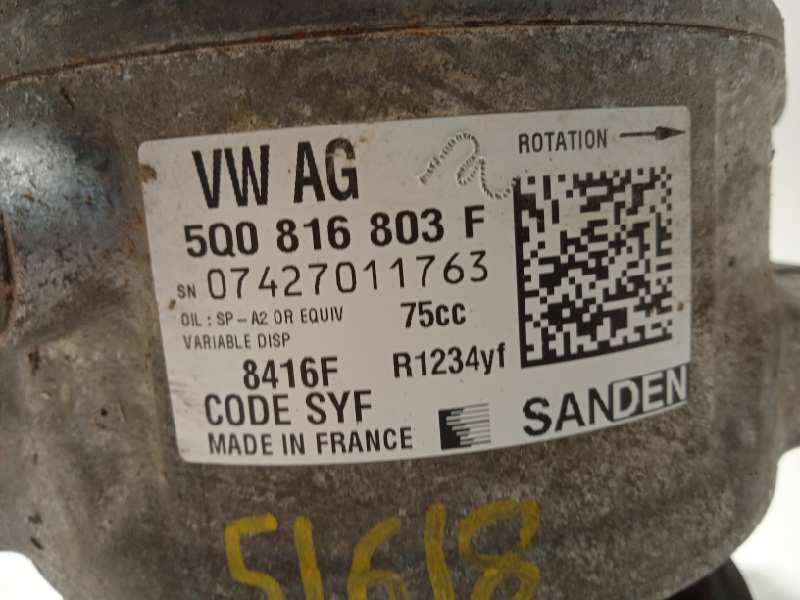 VW AG
ROTATION
5Q0 816 803 F
SN 07427011763
OIL : SP-A2 OR EQUIV 75cc
VARIABLE DISP
8416F R1234yf
CODE SYF
MADE IN FRANCE
SANDEN
51618